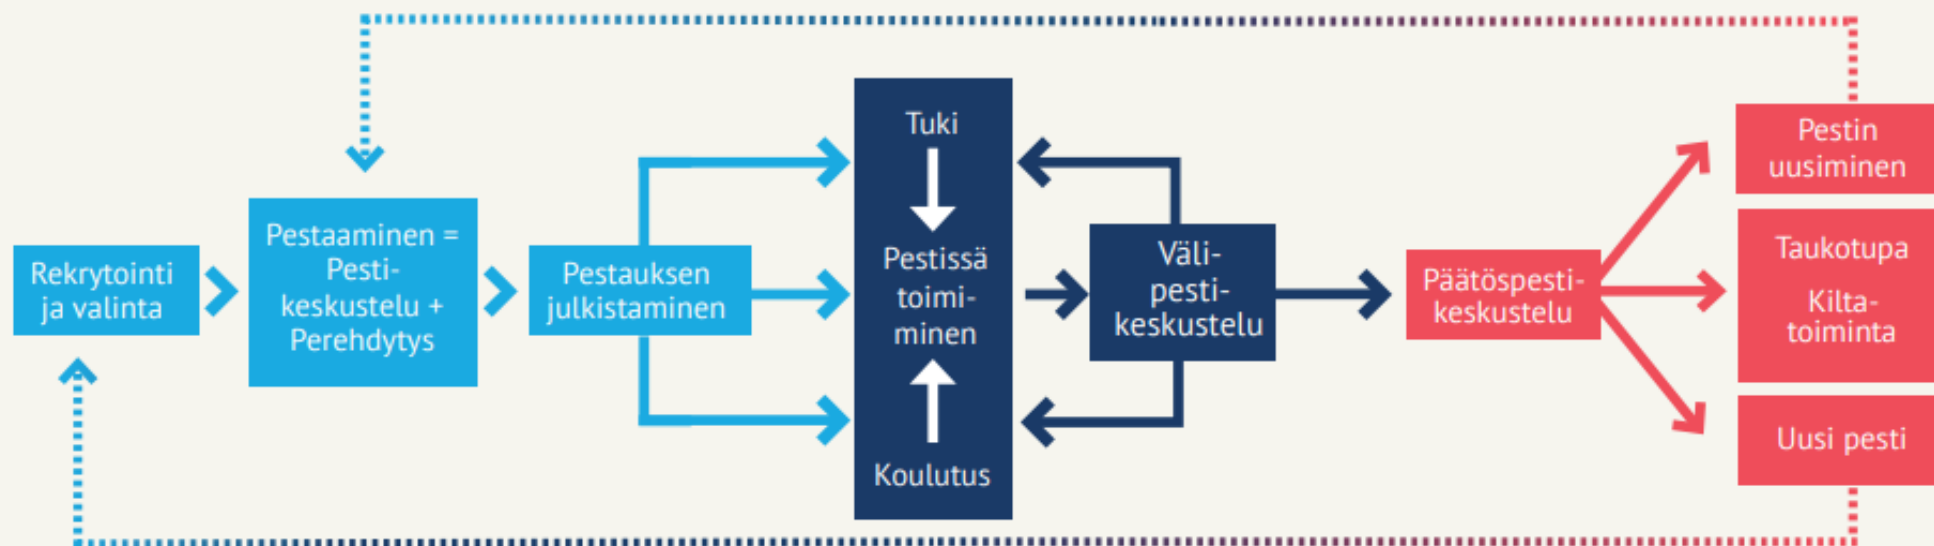 Rekrytointi
ja valinta
Pestaaminen =
Pesti-
keskustelu +
Perehdytys
Pestauksen
julkistaminen
Tuki
Pestissä
toimi-
minen
Koulutus
Väli-
pesti-
keskustelu
Päätöspesti-
keskustelu
Pestin
uusiminen
Taukotupa
Kilta-
toiminta
Uusi pesti